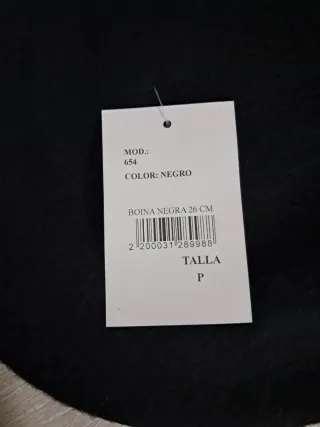 MOD.:
654
COLOR: NEGRO
BOINA NEGRA 26 CM
2 200031 289988
TALLA
P